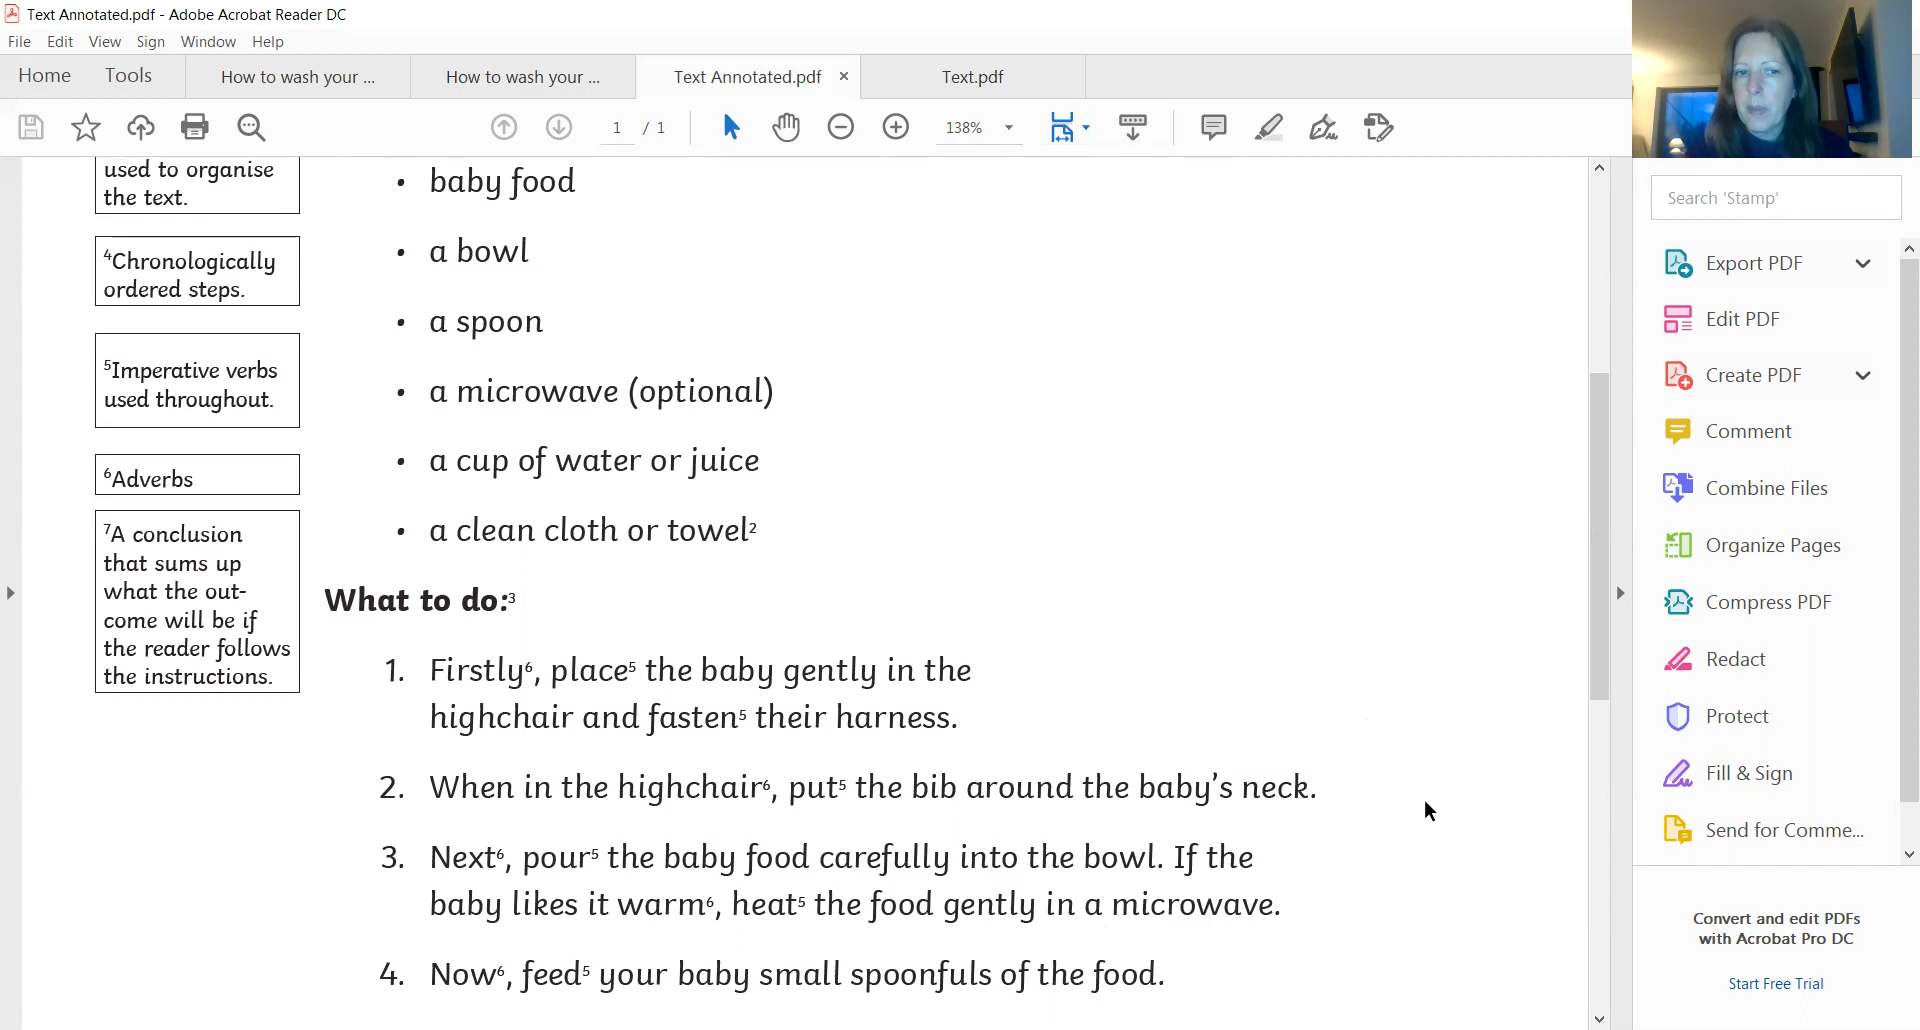 Text Annotated.pdf - Adobe Acrobat Reader DC
File Edit View Sign Window Help
Home Tools How to wash your ... How to wash your ... Text Annotated.pdf × Text.pdf
1 / 1 138%
used to organise
the text.
⁴Chronologically
ordered steps.
⁵Imperative verbs
used throughout.
⁶Adverbs
⁷A conclusion
that sums up
what the out-
come will be if
the reader follows
the instructions.
• baby food
• a bowl
• a spoon
• a microwave (optional)
• a cup of water or juice
• a clean cloth or towel²
What to do:³
1. Firstly⁶, place⁵ the baby gently in the
highchair and fasten⁵ their harness.
2. When in the highchair⁶, put⁵ the bib around the baby's neck.
3. Next⁶, pour⁵ the baby food carefully into the bowl. If the
baby likes it warm⁶, heat⁵ the food gently in a microwave.
4. Now⁶, feed⁵ your baby small spoonfuls of the food.
Search 'Stamp'
Export PDF
Edit PDF
Create PDF
Comment
Combine Files
Organize Pages
Compress PDF
Redact
Protect
Fill & Sign
Send for Comme...
Convert and edit PDFs
with Acrobat Pro DC
Start Free Trial